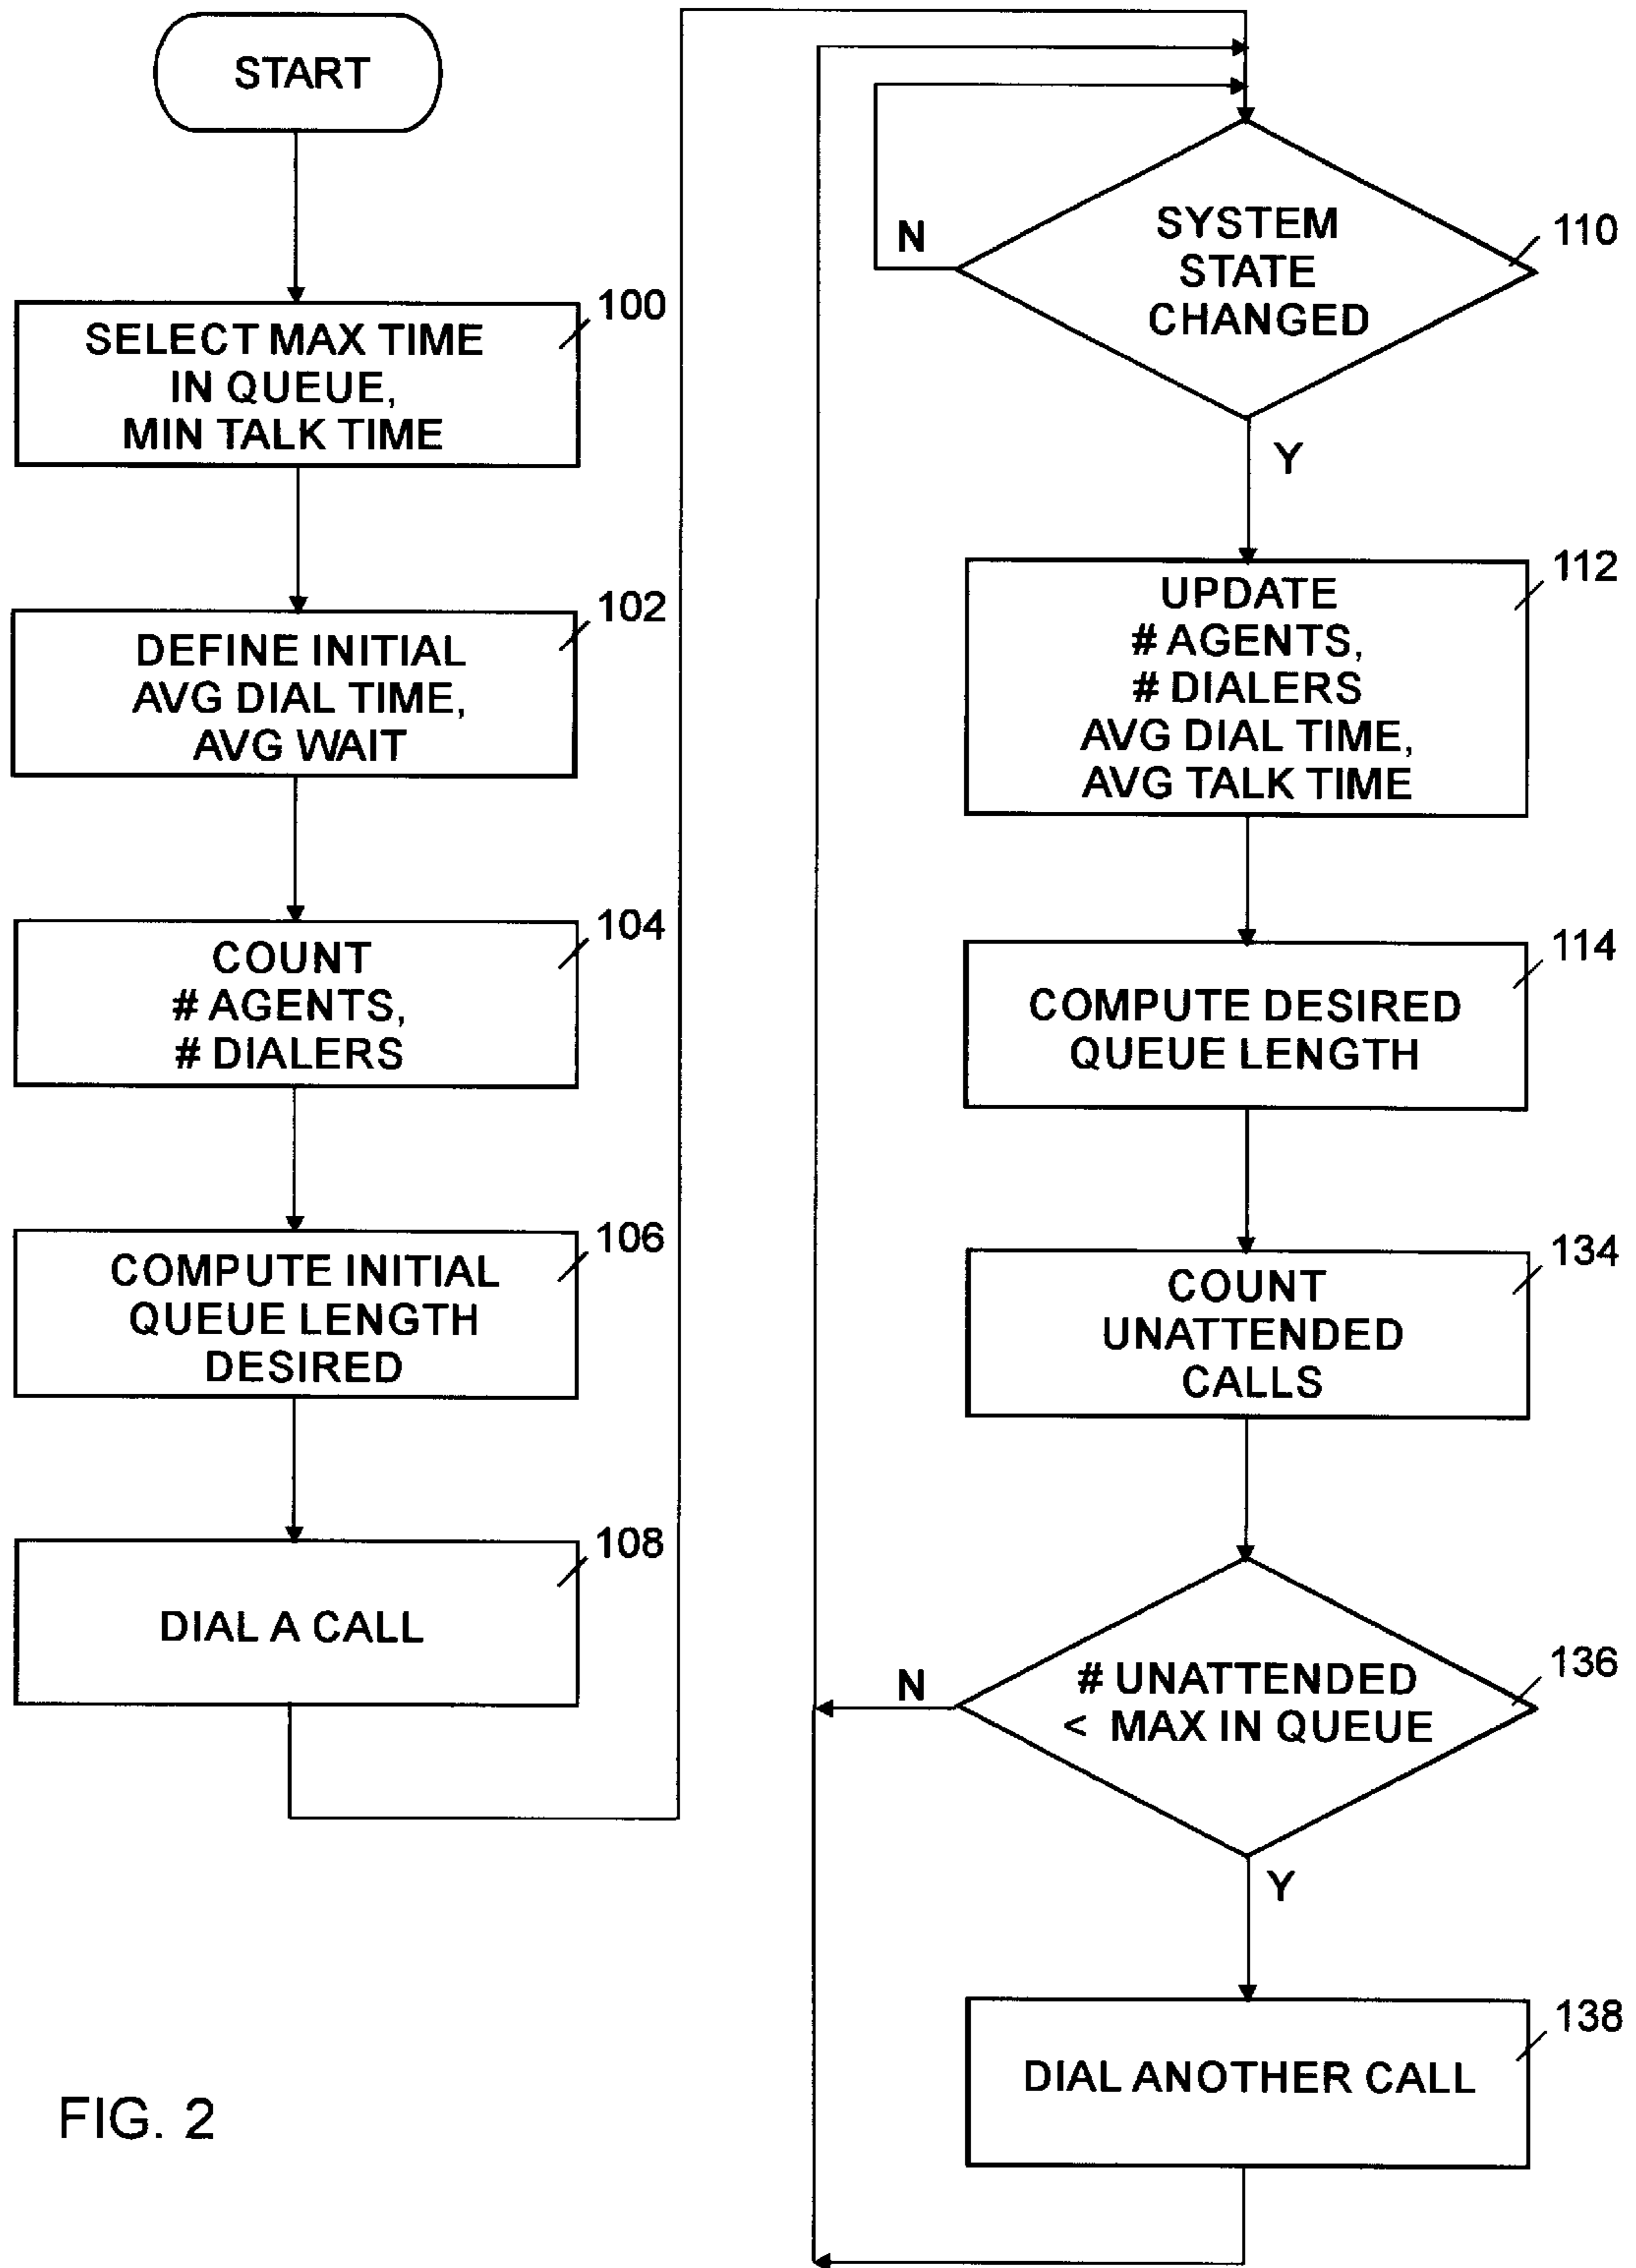 START
100
SELECT MAX TIME
IN QUEUE,
MIN TALK TIME
102
DEFINE INITIAL
AVG DIAL TIME,
AVG WAIT
104
COUNT
# AGENTS,
# DIALERS
106
COMPUTE INITIAL
QUEUE LENGTH
DESIRED
108
DIAL A CALL
110
SYSTEM
STATE
CHANGED
N
Y
112
UPDATE
# AGENTS,
# DIALERS
AVG DIAL TIME,
AVG TALK TIME
114
COMPUTE DESIRED
QUEUE LENGTH
134
COUNT
UNATTENDED
CALLS
136
# UNATTENDED
< MAX IN QUEUE
N
Y
138
DIAL ANOTHER CALL
FIG. 2